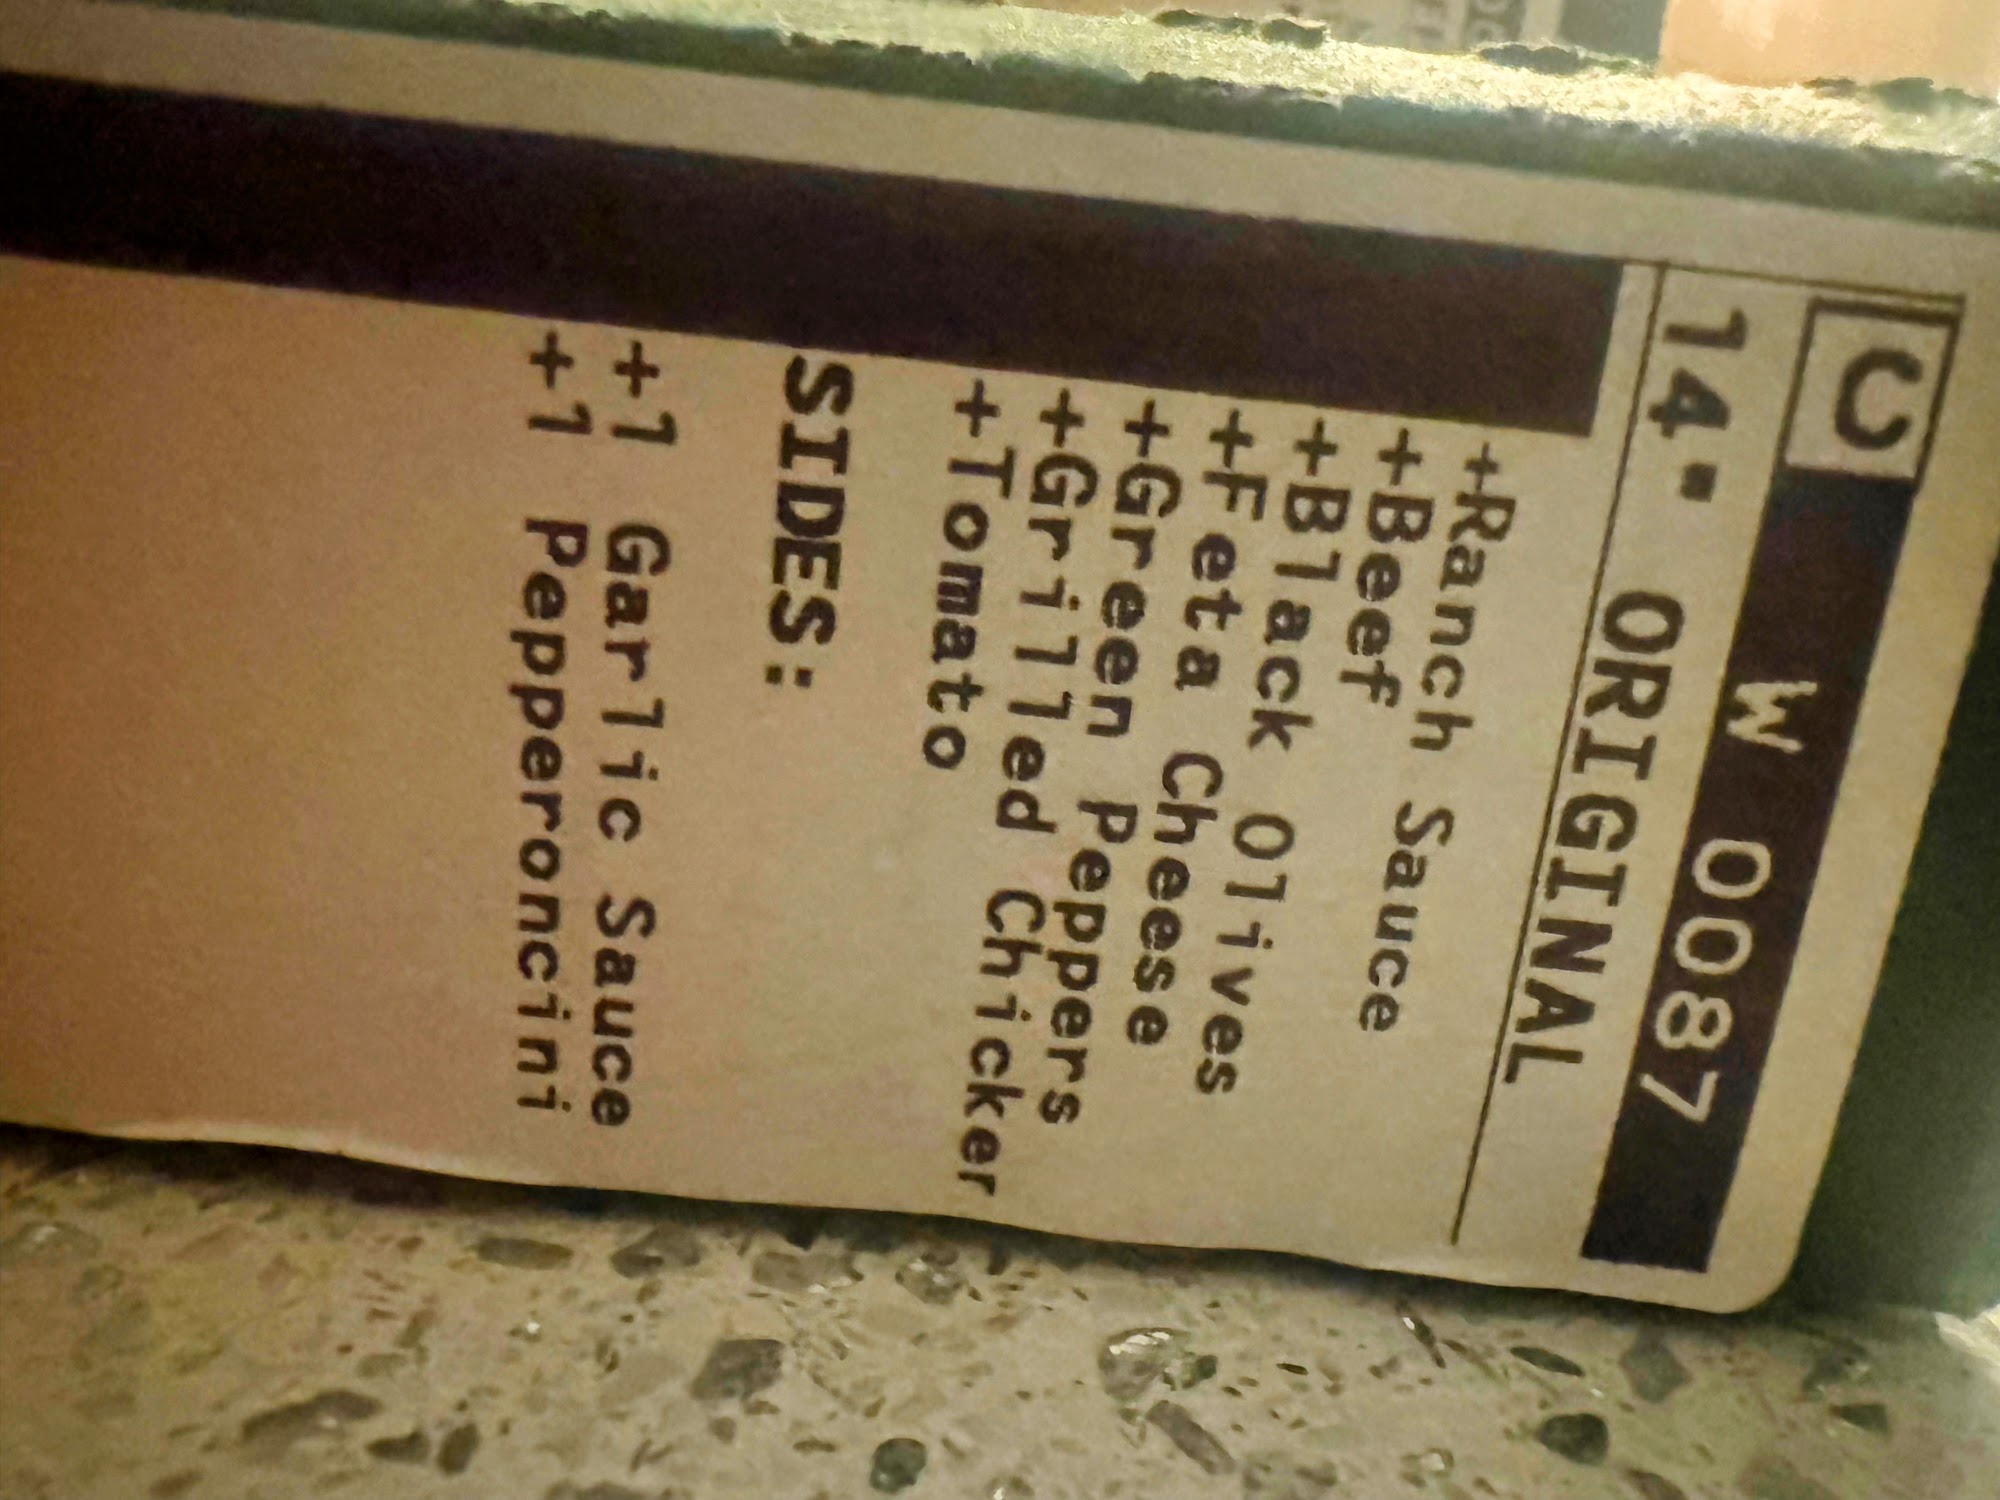 C W 0087
14" ORIGINAL
+Ranch Sauce
+Beef
+Black Olives
+Feta Cheese
+Green Peppers
+Grilled Chicker
+Tomato
SIDES:
+1 Garlic Sauce
+1 Pepperoncini